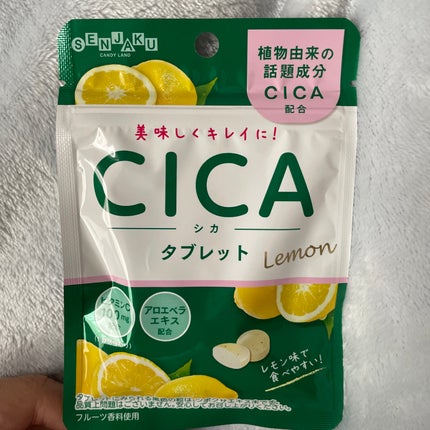 SENJAKU
CANDY LAND
植物由来の
話題成分
CICA
配合
美味しくキレイに!
CICA
シカ
タブレット
Lemon
アロエベラ
エキス
配合
レモン味で
食べやすい!
フルーツ香料使用